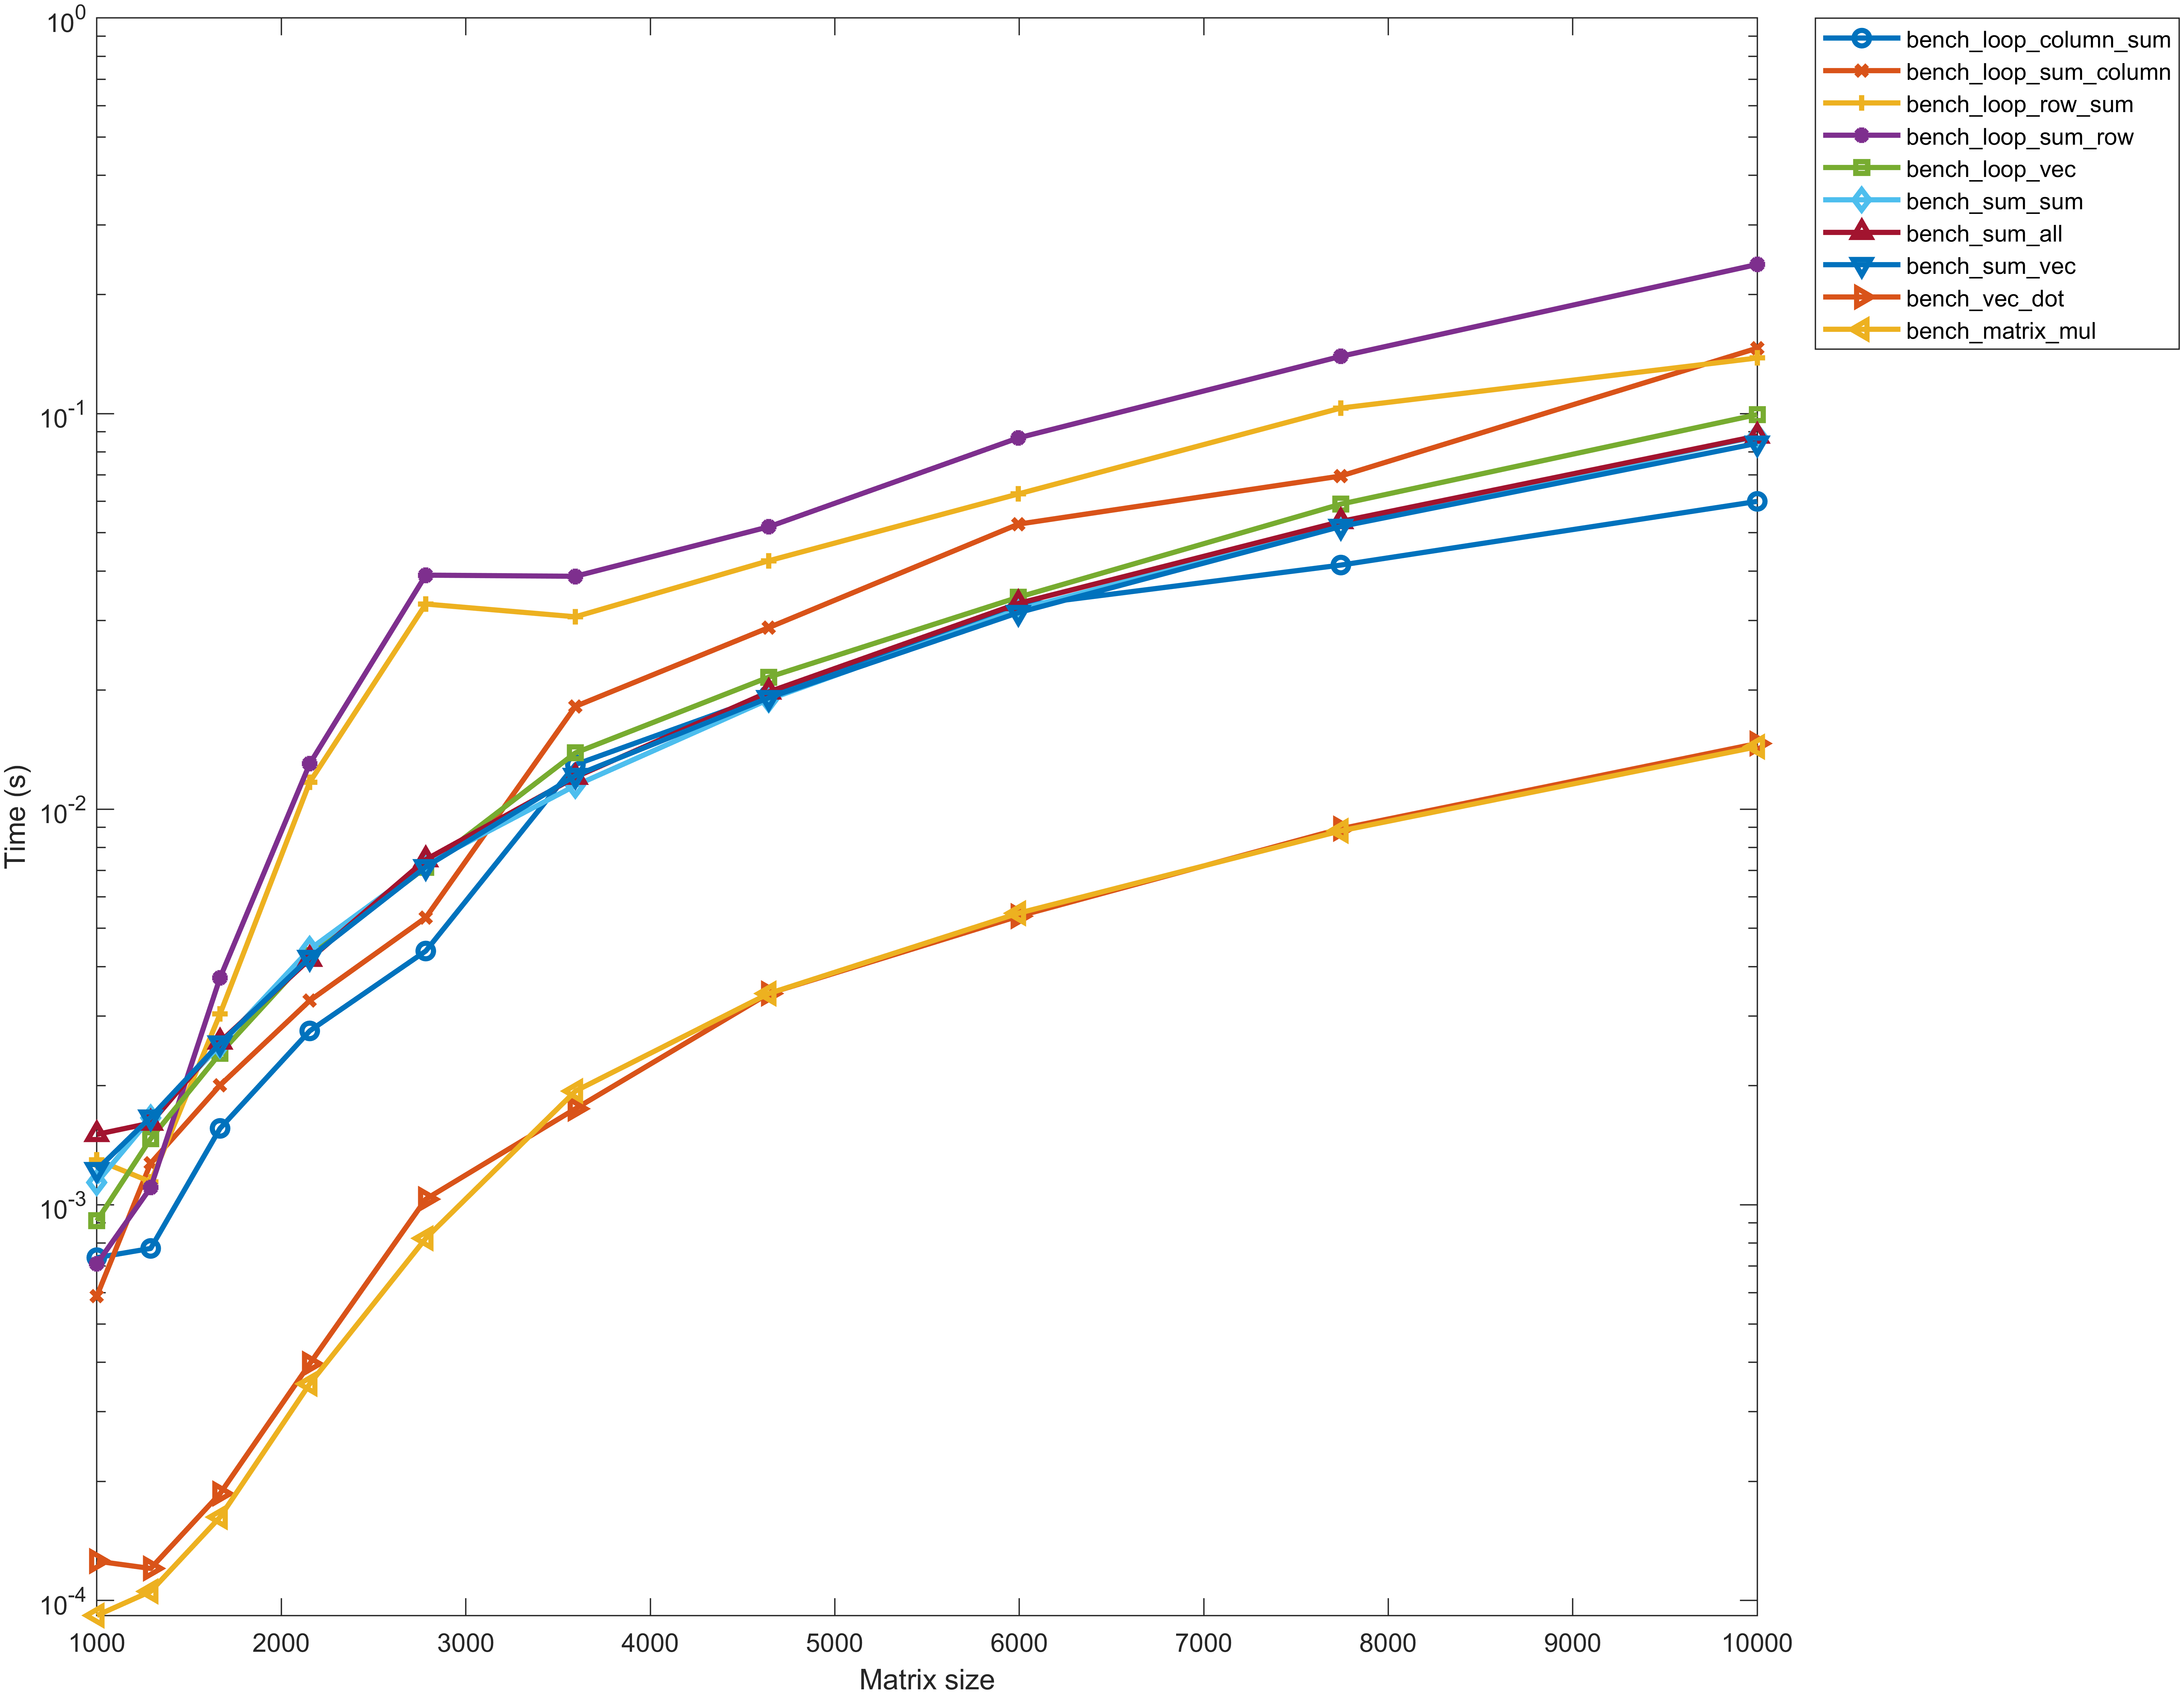 10^0
10^-1
10^-2
10^-3
10^-4
Time (s)
1000 2000 3000 4000 5000 6000 7000 8000 9000 10000
Matrix size
bench_loop_column_sum
bench_loop_sum_column
bench_loop_row_sum
bench_loop_sum_row
bench_loop_vec
bench_sum_sum
bench_sum_all
bench_sum_vec
bench_vec_dot
bench_matrix_mul